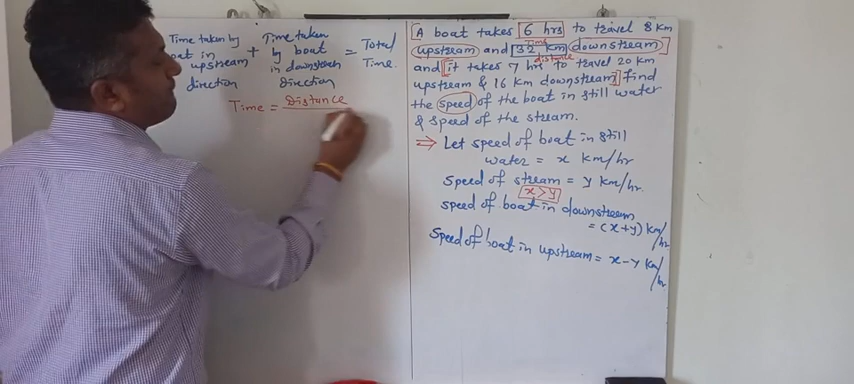 Time taken by boat in upstream direction + Time taken by boat in downstream Direction = Total Time.
Time = Distance
A boat takes 6 hrs to travel 8 km
upstream and 32 km downstream
Time
distance
and it takes 7 hrs to travel 20 km
upstream & 16 km downstream find
the speed of the boat in still water
& speed of the stream.
⇒ Let speed of boat in still
water = x km/hr
Speed of stream = y km/hr.
x>y
speed of boat in downstream
= (x+y) km/hr
Speed of boat in upstream = x-y km/hr